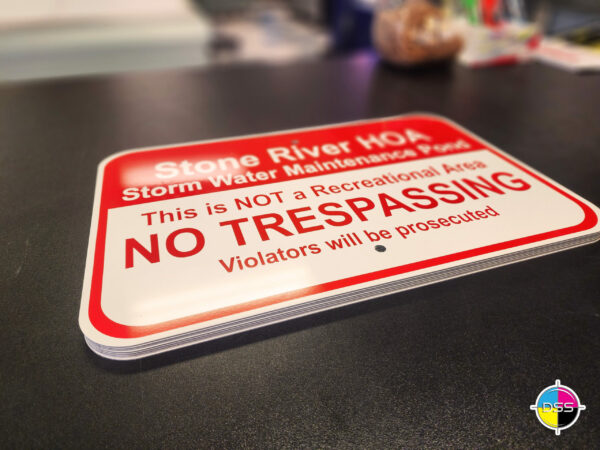 Stone River HOA
Storm Water Maintenance Pond
This is NOT a Recreational Area
NO TRESPASSING
Violators will be prosecuted
DSS